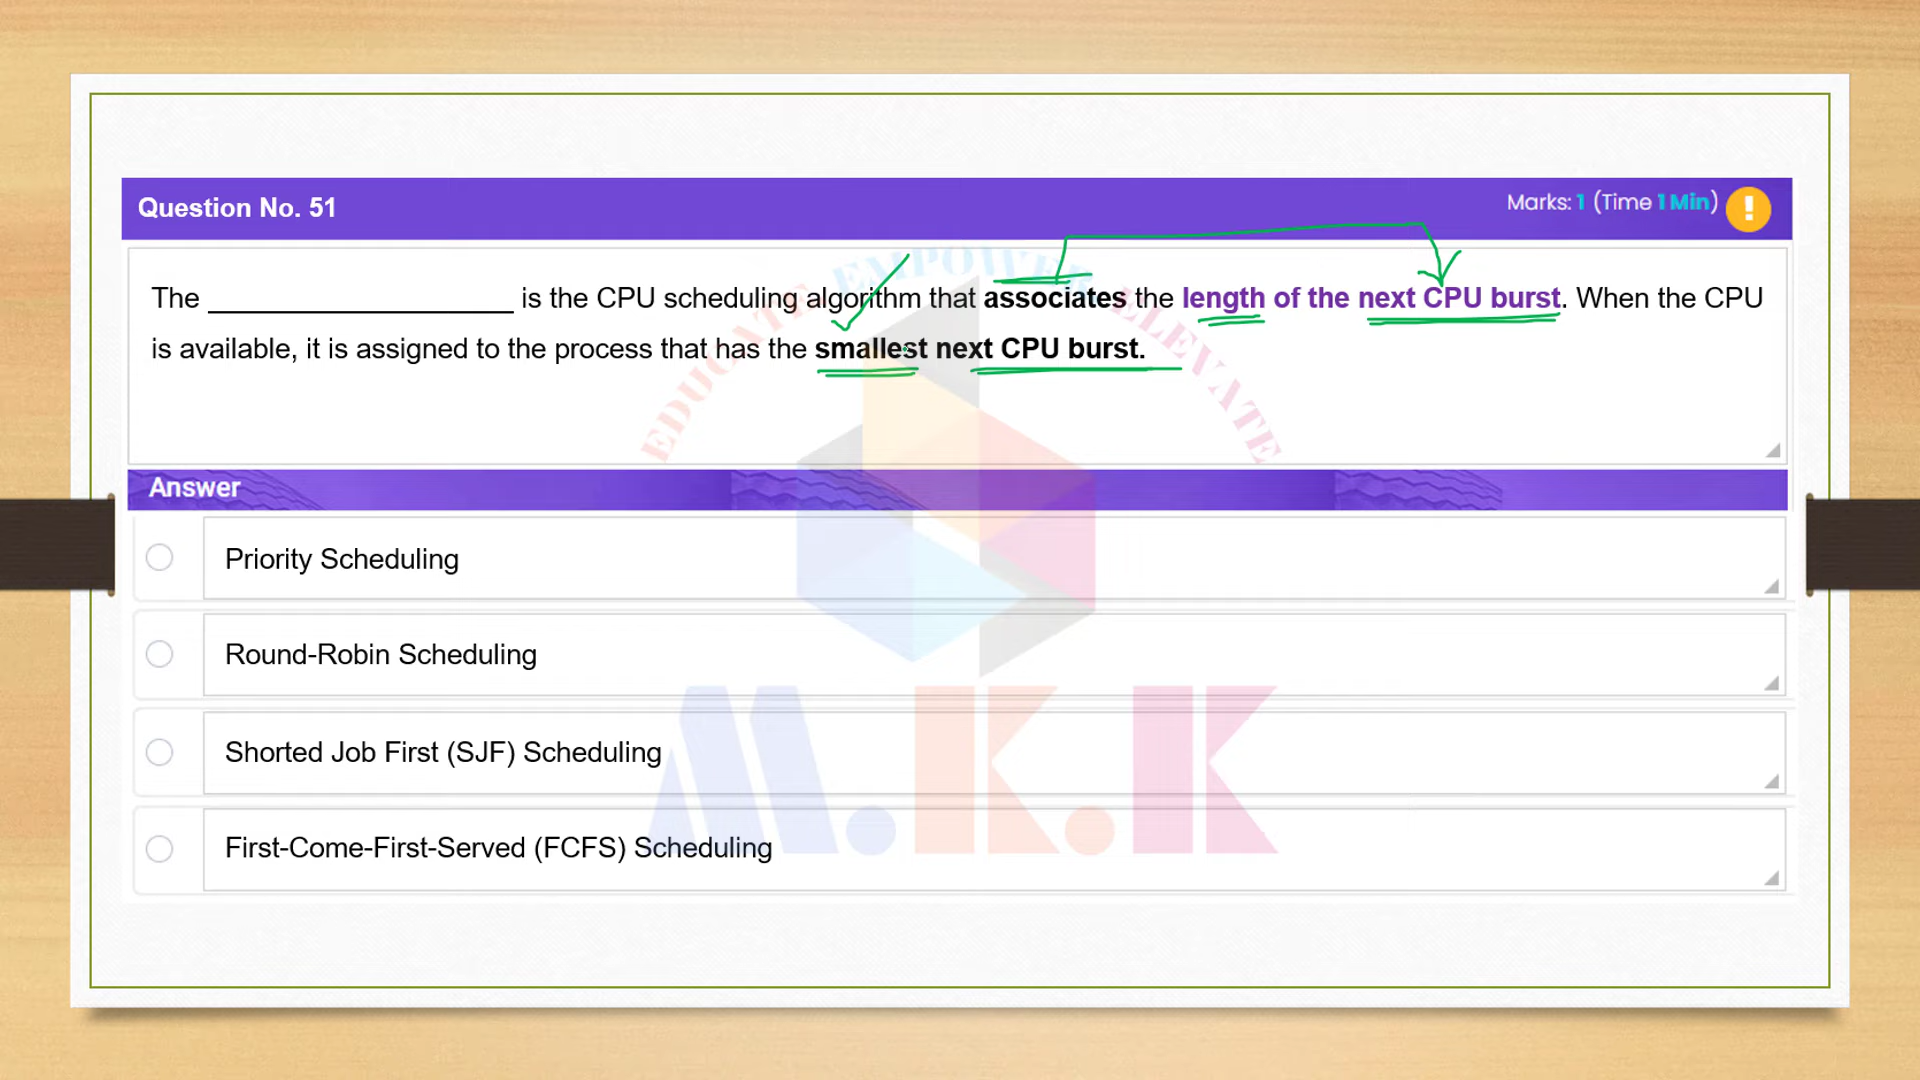 Question No. 51
Marks: 1 (Time 1 Min)
The ____________________ is the CPU scheduling algorithm that associates the length of the next CPU burst. When the CPU
is available, it is assigned to the process that has the smallest next CPU burst.
EDUCATE EMPOWER ELEVATE
Answer
Priority Scheduling
Round-Robin Scheduling
Shorted Job First (SJF) Scheduling
First-Come-First-Served (FCFS) Scheduling
M.K.K